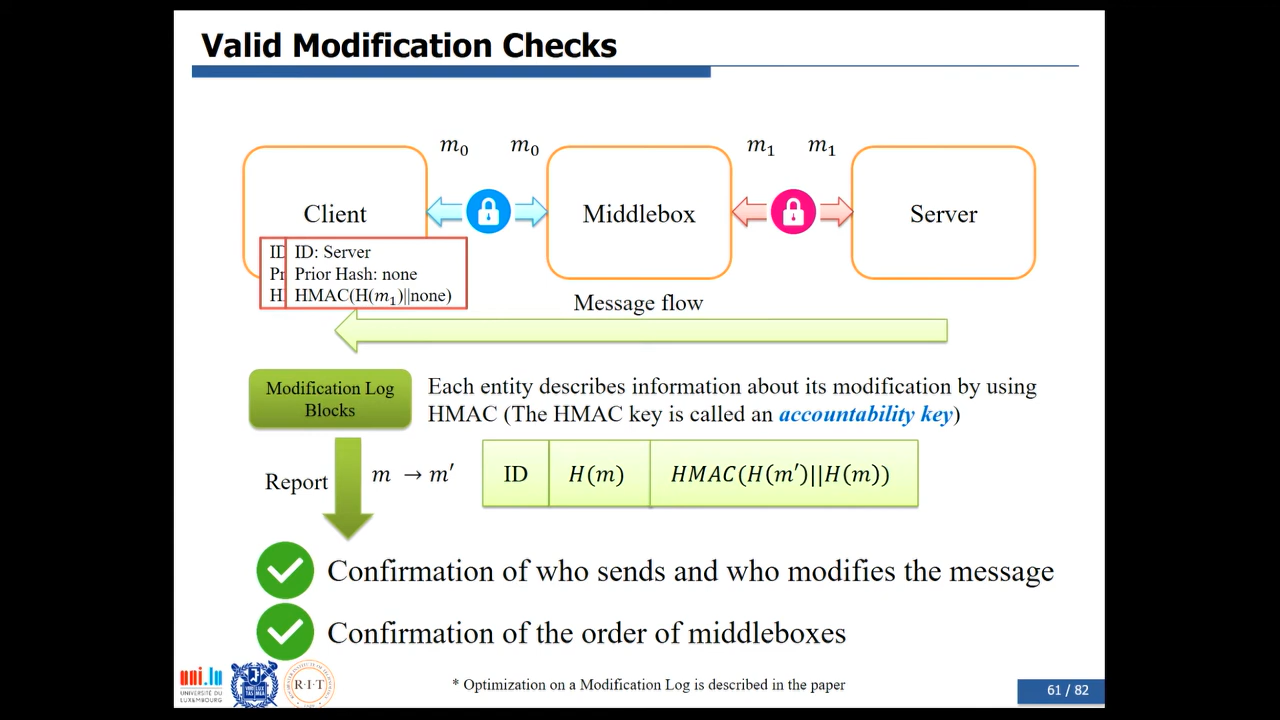 Valid Modification Checks
m₀ m₀ m₁ m₁
Client
Middlebox
Server
ID ID: Server
Pr Prior Hash: none
H HMAC(H(m₁)||none)
Message flow
Modification Log
Blocks
Each entity describes information about its modification by using
HMAC (The HMAC key is called an accountability key)
Report
m → m′
ID H(m) HMAC(H(m′)||H(m))
Confirmation of who sends and who modifies the message
Confirmation of the order of middleboxes
uni.lu
UNIVERSITÉ DU
LUXEMBOURG
R·I·T
* Optimization on a Modification Log is described in the paper
61 / 82